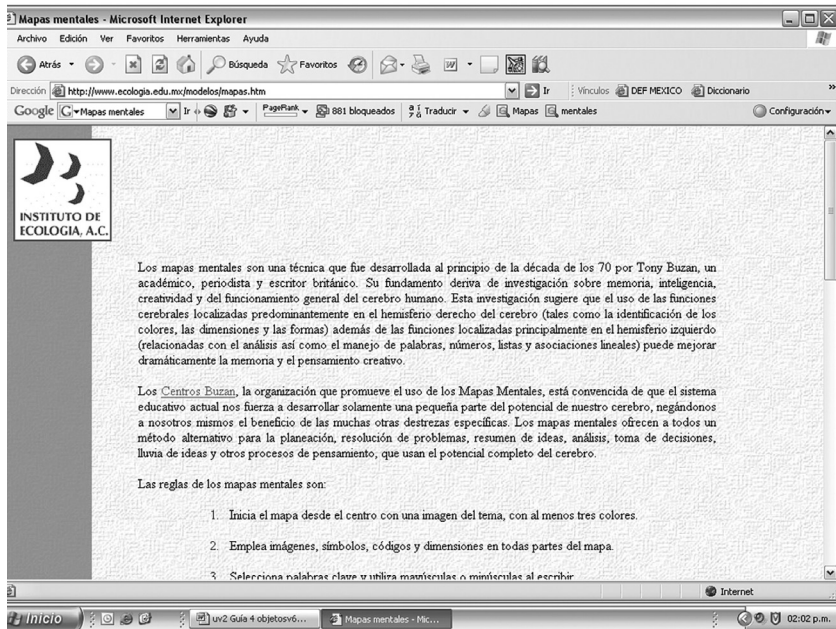 Mapas mentales - Microsoft Internet Explorer
Archivo Edición Ver Favoritos Herramientas Ayuda
Atrás Búsqueda Favoritos
Dirección http://www.ecologia.edu.mx/modelos/mapas.htm Ir Vínculos DEF MEXICO Diccionario »
Google Mapas mentales Ir PageRank 881 bloqueados Traducir Mapas mentales Configuración
INSTITUTO DE
ECOLOGIA, A.C.
Los mapas mentales son una técnica que fue desarrollada al principio de la década de los 70 por Tony Buzan, un
académico, periodista y escritor británico. Su fundamento deriva de investigación sobre memoria, inteligencia,
creatividad y del funcionamiento general del cerebro humano. Esta investigación sugiere que el uso de las funciones
cerebrales localizadas predominantemente en el hemisferio derecho del cerebro (tales como la identificación de los
colores, las dimensiones y las formas) además de las funciones localizadas principalmente en el hemisferio izquierdo
(relacionadas con el análisis así como el manejo de palabras, números, listas y asociaciones lineales) puede mejorar
dramáticamente la memoria y el pensamiento creativo.
Los Centros Buzan, la organización que promueve el uso de los Mapas Mentales, está convencida de que el sistema
educativo actual nos fuerza a desarrollar solamente una pequeña parte del potencial de nuestro cerebro, negándonos
a nosotros mismos el beneficio de las muchas otras destrezas específicas. Los mapas mentales ofrecen a todos un
método alternativo para la planeación, resolución de problemas, resumen de ideas, análisis, toma de decisiones,
lluvia de ideas y otros procesos de pensamiento, que usan el potencial completo del cerebro.
Las reglas de los mapas mentales son:
1. Inicia el mapa desde el centro con una imagen del tema, con al menos tres colores.
2. Emplea imágenes, símbolos, códigos y dimensiones en todas partes del mapa.
3. Selecciona palabras clave y utiliza mayúsculas o minúsculas al escribir.
Internet
Inicio uv2 Guia 4 objetosv6... Mapas mentales - Mic... 02:02 p.m.